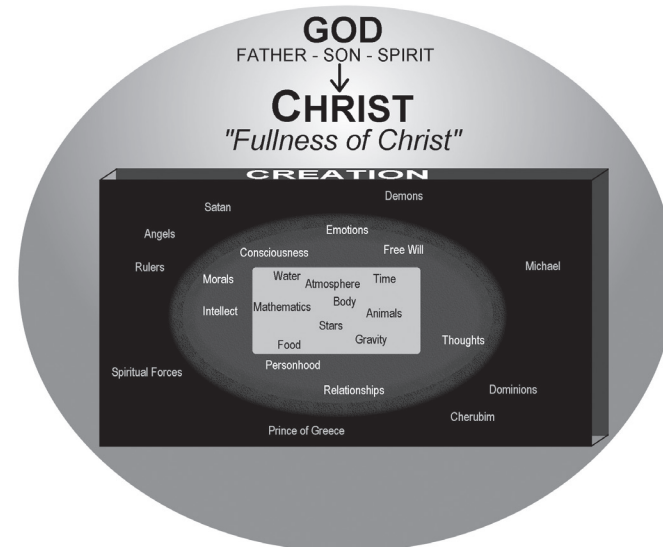 GOD
FATHER - SON - SPIRIT
CHRIST
"Fullness of Christ"
CREATION
Demons
Satan
Angels
Emotions
Consciousness
Free Will
Rulers
Michael
Morals
Water
Atmosphere
Time
Intellect
Mathematics
Body
Animals
Stars
Food
Gravity
Thoughts
Personhood
Spiritual Forces
Relationships
Dominions
Cherubim
Prince of Greece